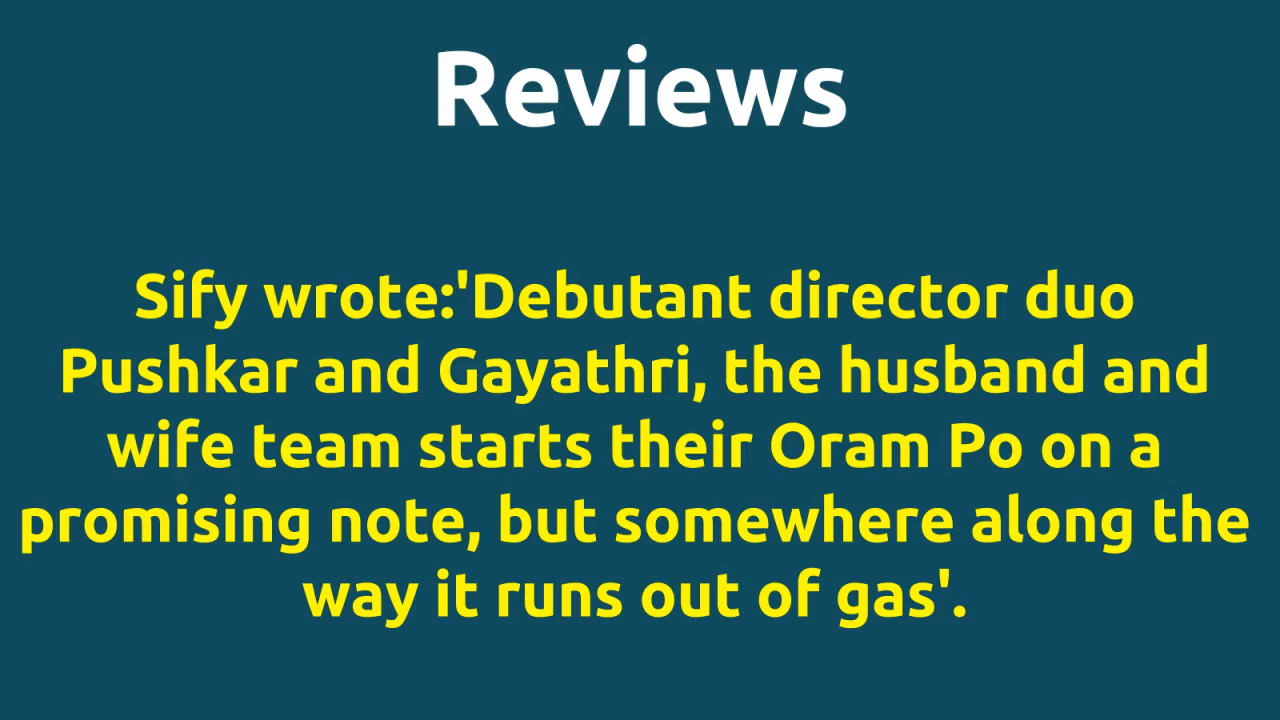 Reviews
Sify wrote:'Debutant director duo
Pushkar and Gayathri, the husband and
wife team starts their Oram Po on a
promising note, but somewhere along the
way it runs out of gas'.